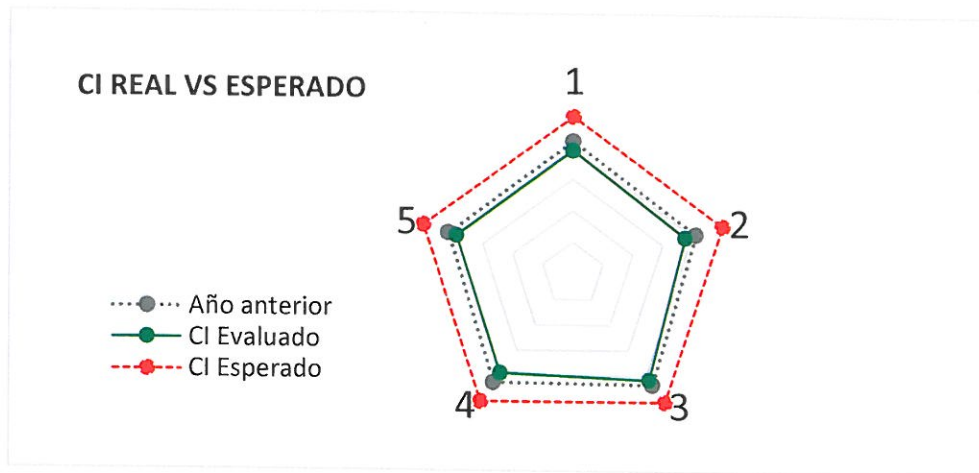 CI REAL VS ESPERADO
1
2
3
4
5
Año anterior
CI Evaluado
CI Esperado